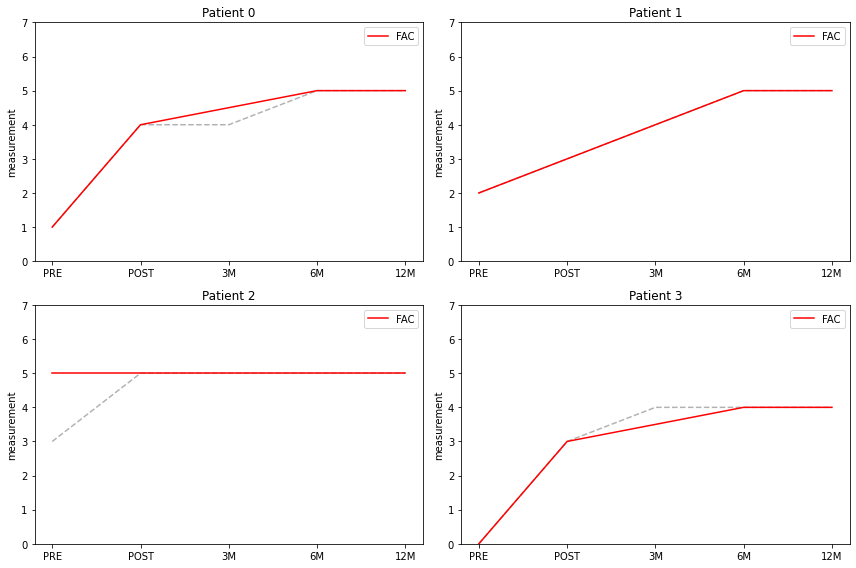 Patient 0
FAC
measurement
7
6
5
4
3
2
1
0
PRE POST 3M 6M 12M
Patient 1
FAC
measurement
7
6
5
4
3
2
1
0
PRE POST 3M 6M 12M
Patient 2
FAC
measurement
7
6
5
4
3
2
1
0
PRE POST 3M 6M 12M
Patient 3
FAC
measurement
7
6
5
4
3
2
1
0
PRE POST 3M 6M 12M